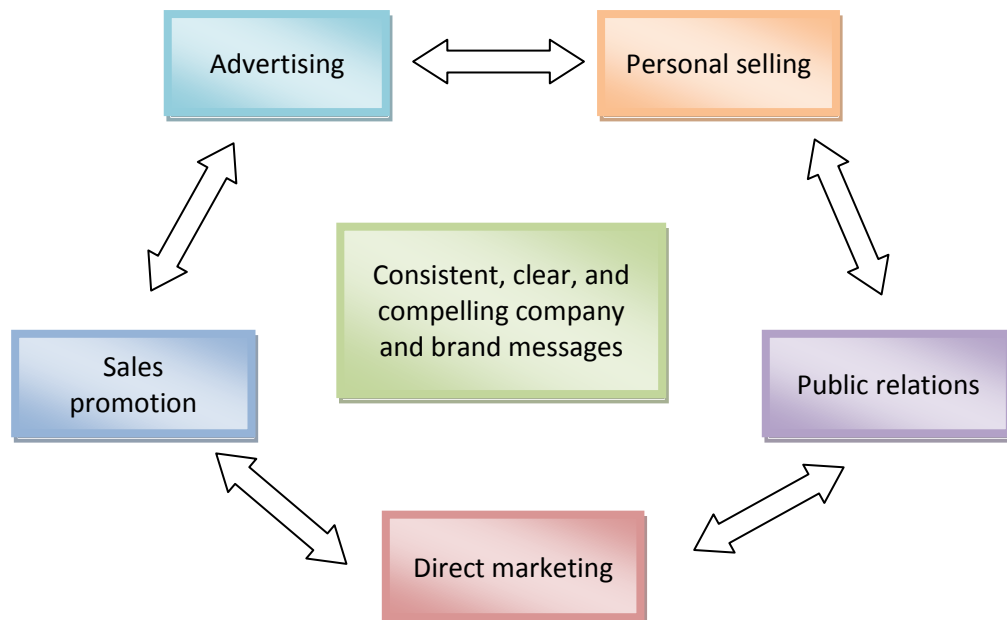 Advertising
Personal selling
Consistent, clear, and
compelling company
and brand messages
Sales
promotion
Public relations
Direct marketing